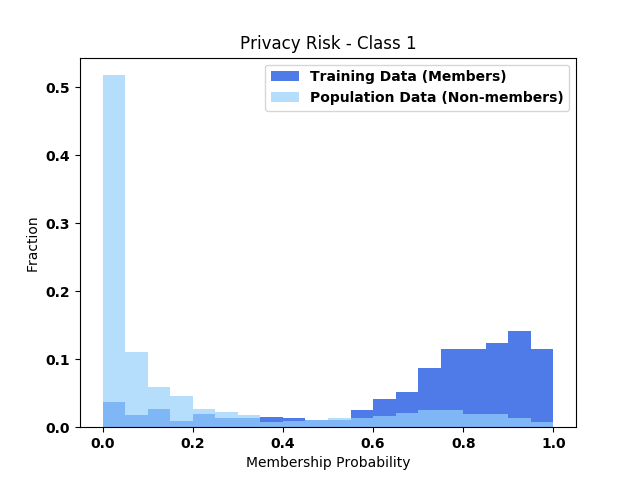 Privacy Risk - Class 1
Training Data (Members)
Population Data (Non-members)
Fraction
0.5
0.4
0.3
0.2
0.1
0.0
0.0 0.2 0.4 0.6 0.8 1.0
Membership Probability